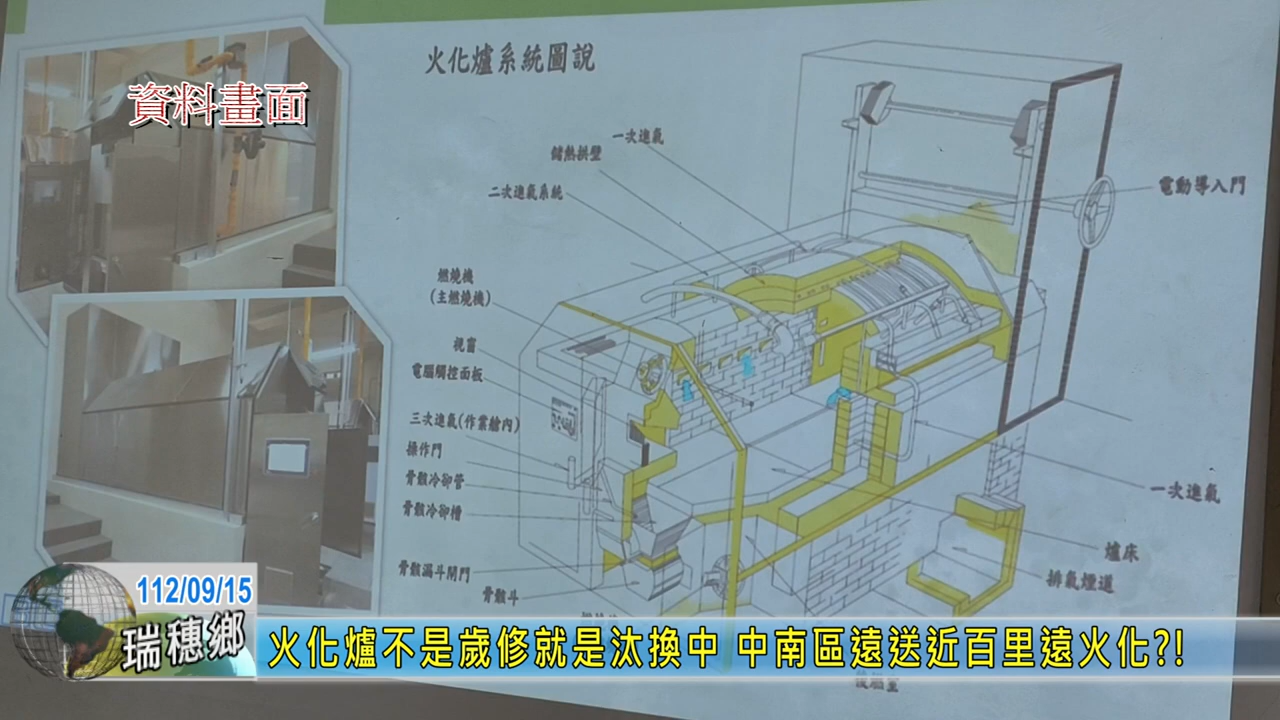 火化爐系統圖說
資料畫面
一次進氣
儲熱拱壁
二次進氣系統
電動導入門
燃燒機
(主燃燒機)
視窗
電腦觸控面板
三次進氣(作業艙內)
操作門
骨骸冷卻管
骨骸冷卻槽
骨骸漏斗閘門
骨骸斗
一次進氣
爐床
排氣煙道
112/09/15
瑞穗鄉
火化爐不是歲修就是汰換中 中南區遠送近百里遠火化?!